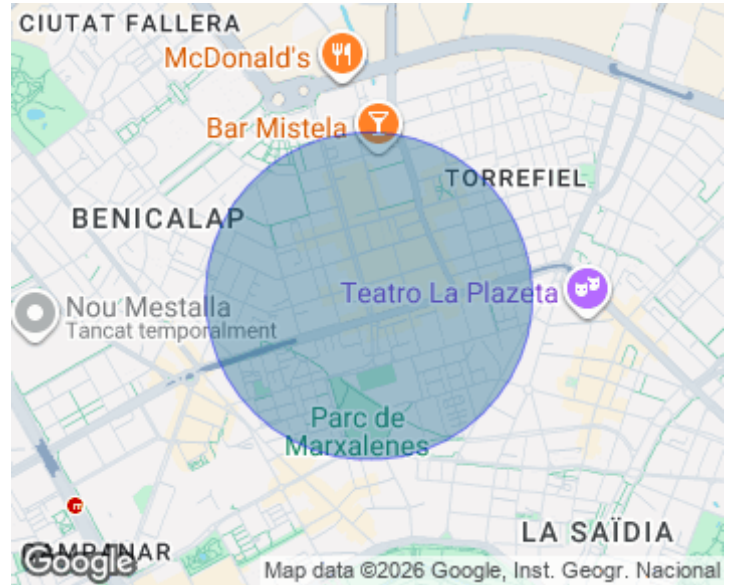 CIUTAT FALLERA
McDonald's
Bar Mistela
TORREFIEL
BENICALAP
Teatro La Plazeta
Nou Mestalla
Tancat temporalment
Parc de
Marxalenes
LA SAÏDIA
CAMPANAR
Google
Map data ©2026 Google, Inst. Geogr. Nacional